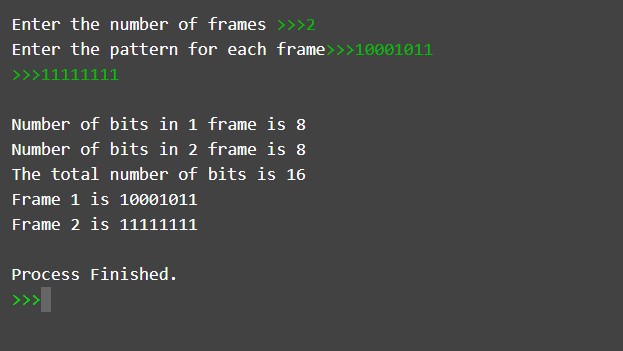 Enter the number of frames >>>2
Enter the pattern for each frame>>>10001011
>>>11111111
Number of bits in 1 frame is 8
Number of bits in 2 frame is 8
The total number of bits is 16
Frame 1 is 10001011
Frame 2 is 11111111
Process Finished.
>>>